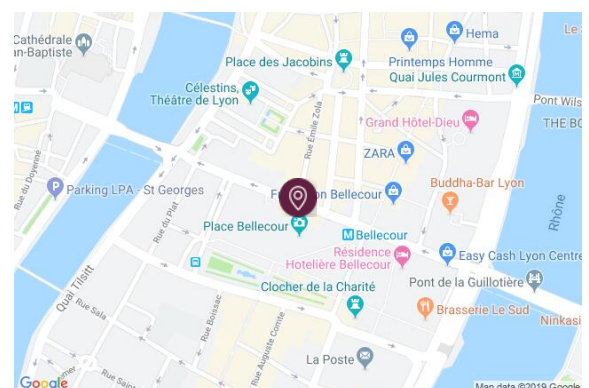 Cathédrale
an-Baptiste
Hema
Le
Place des Jacobins
Printemps Homme
Quai Jules Courmont
Célestins,
Théâtre de Lyon
Pont Wils
Rue Émile Zola
Grand Hôtel-Dieu
THE BO
ZARA
Rue du Doyenné
Parking LPA - St Georges
Bellecour
Buddha-Bar Lyon
Rhône
Rue du Plat
Place Bellecour
M Bellecour
Résidence
Hotelière Bellecour
Easy Cash Lyon Centre
Quai Tilsitt
Clocher de la Charité
Pont de la Guillotière
Rue Sala
Rue Boissac
Rue Auguste Comte
Brasserie Le Sud
Ninkasi
La Poste
Google
Map data ©2019 Google